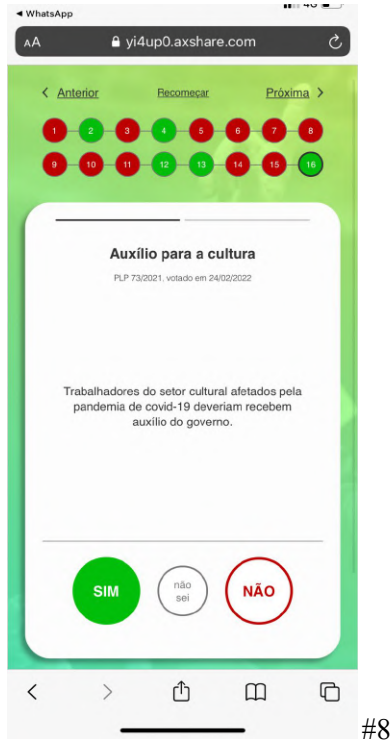 ◄ WhatsApp
4G
AA yi4up0.axshare.com
< Anterior Recomeçar Próxima >
1 2 3 4 5 6 7 8
9 10 11 12 13 14 15 16
Auxílio para a cultura
PLP 73/2021, votado em 24/02/2022
Trabalhadores do setor cultural afetados pela
pandemia de covid-19 deveriam recebem
auxílio do governo.
SIM não sei NÃO
#8